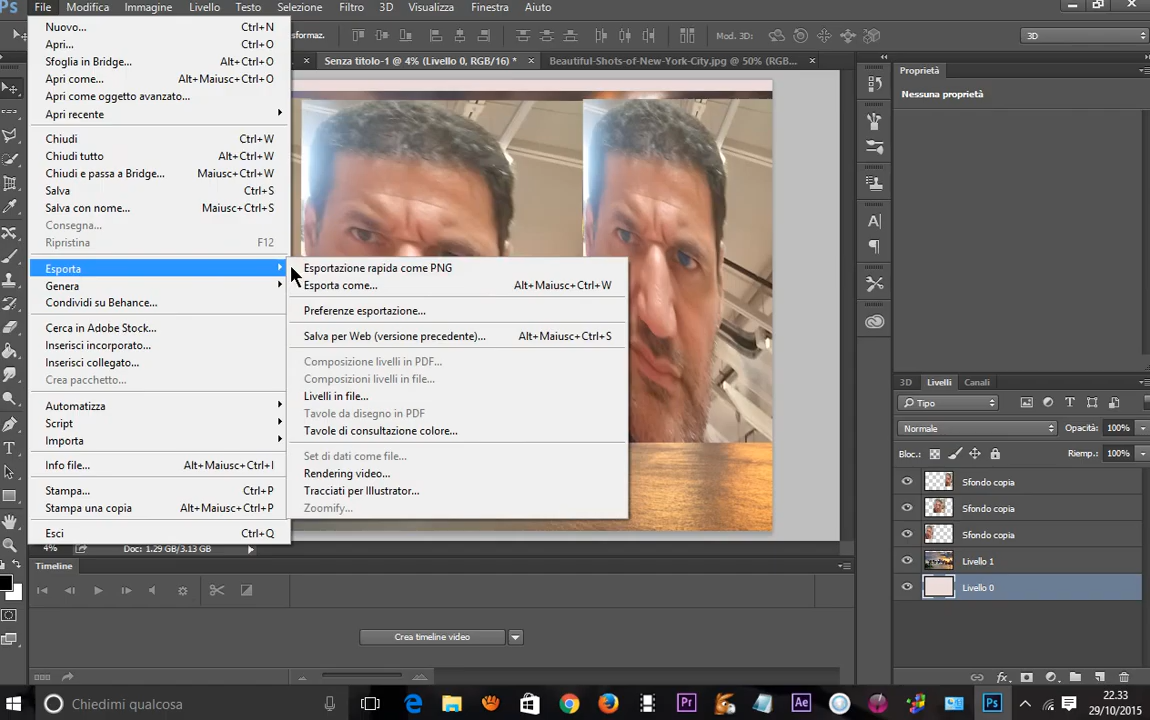 Ps File Modifica Immagine Livello Testo Selezione Filtro 3D Visualizza Finestra Aiuto
sformaz. Mod. 3D: 3D
Senza titolo-1 @ 4% (Livello 0, RGB/16) * × Beautiful-Shots-of-New-York-City.jpg @ 50% (RGB... ×
Nuovo... Ctrl+N
Apri... Ctrl+O
Sfoglia in Bridge... Alt+Ctrl+O
Apri come... Alt+Maiusc+Ctrl+O
Apri come oggetto avanzato...
Apri recente
Chiudi Ctrl+W
Chiudi tutto Alt+Ctrl+W
Chiudi e passa a Bridge... Maiusc+Ctrl+W
Salva Ctrl+S
Salva con nome... Maiusc+Ctrl+S
Consegna...
Ripristina F12
Esporta
Genera
Condividi su Behance...
Cerca in Adobe Stock...
Inserisci incorporato...
Inserisci collegato...
Crea pacchetto...
Automatizza
Script
Importa
Info file... Alt+Maiusc+Ctrl+I
Stampa... Ctrl+P
Stampa una copia Alt+Maiusc+Ctrl+P
Esci Ctrl+Q
Esportazione rapida come PNG
Esporta come... Alt+Maiusc+Ctrl+W
Preferenze esportazione...
Salva per Web (versione precedente)... Alt+Maiusc+Ctrl+S
Composizione livelli in PDF...
Composizioni livelli in file...
Livelli in file...
Tavole da disegno in PDF
Tavole di consultazione colore...
Set di dati come file...
Rendering video...
Tracciati per Illustrator...
Zoomify...
Proprietà
Nessuna proprietà
3D Livelli Canali
Tipo
Normale Opacità: 100%
Bloc.: Riemp.: 100%
Sfondo copia
Sfondo copia
Sfondo copia
Livello 1
Livello 0
4% Doc: 1.29 GB/3.13 GB
Timeline
Crea timeline video
Chiedimi qualcosa
Pr Ae Ps
22.33
29/10/2015